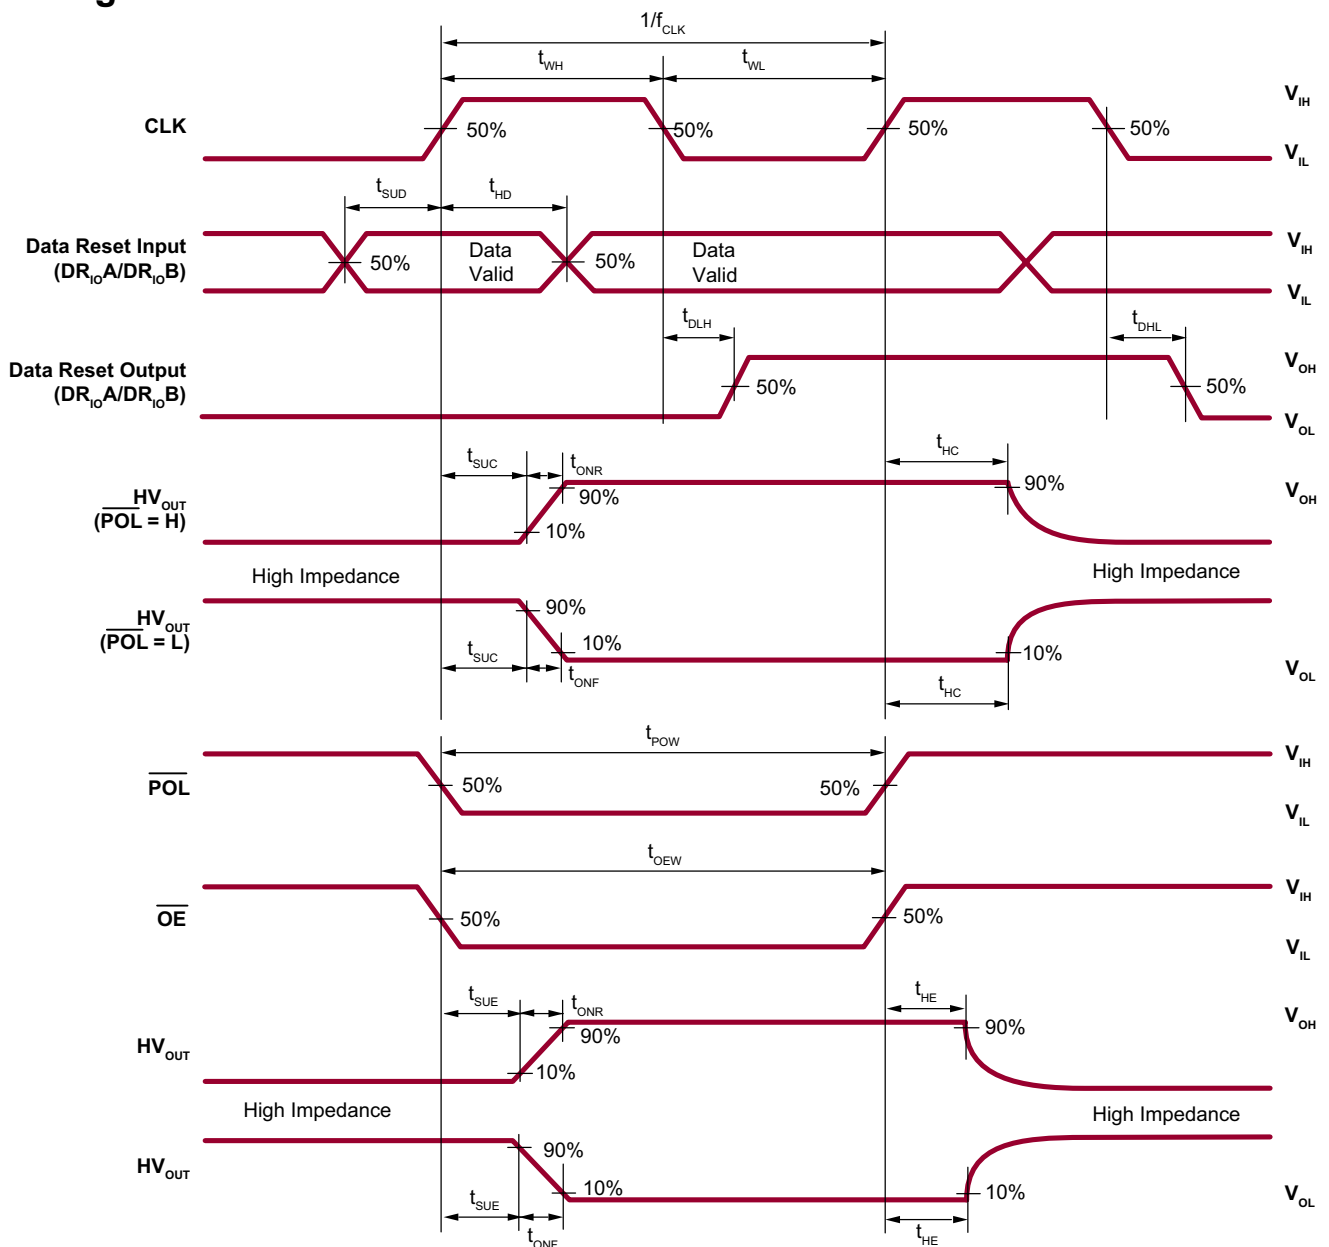 1/fCLK
tWH tWL
CLK 50% 50% 50% 50% VIH
VIL
tSUD tHD
Data Reset Input
(DRIOA/DRIOB)
50% Data
Valid
50% Data
Valid
VIH
VIL
tDLH tDHL
Data Reset Output
(DRIOA/DRIOB)
50% 50% VOH
VOL
tSUC tONR tHC
HVOUT
(POL = H)
90% 10% 90% VOH
High Impedance High Impedance
HVOUT
(POL = L)
90% 10% 10%
tSUC tONF tHC VOL
tPOW
POL 50% 50% VIH
VIL
tOEW
OE 50% 50% VIH
VIL
tSUE tONR tHE
HVOUT 90% 10% 90% VOH
High Impedance High Impedance
HVOUT 90% 10% 10% VOL
tSUE tONF tHE